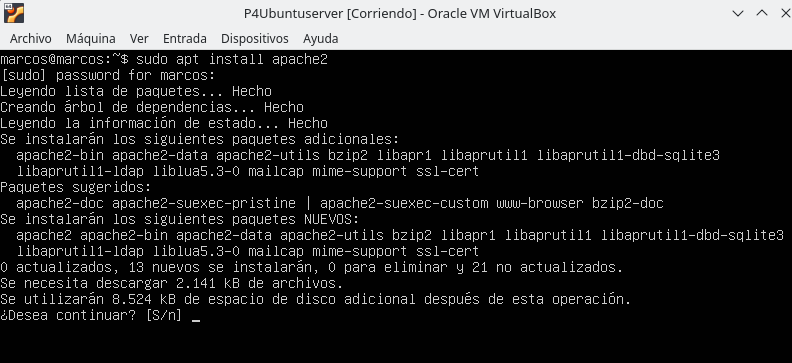 P4Ubuntuserver [Corriendo] - Oracle VM VirtualBox
Archivo Máquina Ver Entrada Dispositivos Ayuda
marcos@marcos:~$ sudo apt install apache2
[sudo] password for marcos:
Leyendo lista de paquetes... Hecho
Creando árbol de dependencias... Hecho
Leyendo la información de estado... Hecho
Se instalarán los siguientes paquetes adicionales:
  apache2-bin apache2-data apache2-utils bzip2 libapr1 libaprutil1 libaprutil1-dbd-sqlite3
  libaprutil1-ldap liblua5.3-0 mailcap mime-support ssl-cert
Paquetes sugeridos:
  apache2-doc apache2-suexec-pristine | apache2-suexec-custom www-browser bzip2-doc
Se instalarán los siguientes paquetes NUEVOS:
  apache2 apache2-bin apache2-data apache2-utils bzip2 libapr1 libaprutil1 libaprutil1-dbd-sqlite3
  libaprutil1-ldap liblua5.3-0 mailcap mime-support ssl-cert
0 actualizados, 13 nuevos se instalarán, 0 para eliminar y 21 no actualizados.
Se necesita descargar 2.141 kB de archivos.
Se utilizarán 8.524 kB de espacio de disco adicional después de esta operación.
¿Desea continuar? [S/n] _